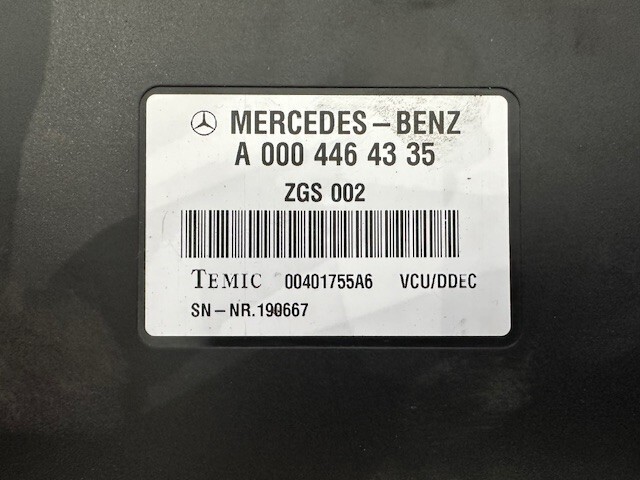 MERCEDES-BENZ
A 000 446 43 35
ZGS 002
TEMIC 00401755A6 VCU/DDEC
SN-NR.190667